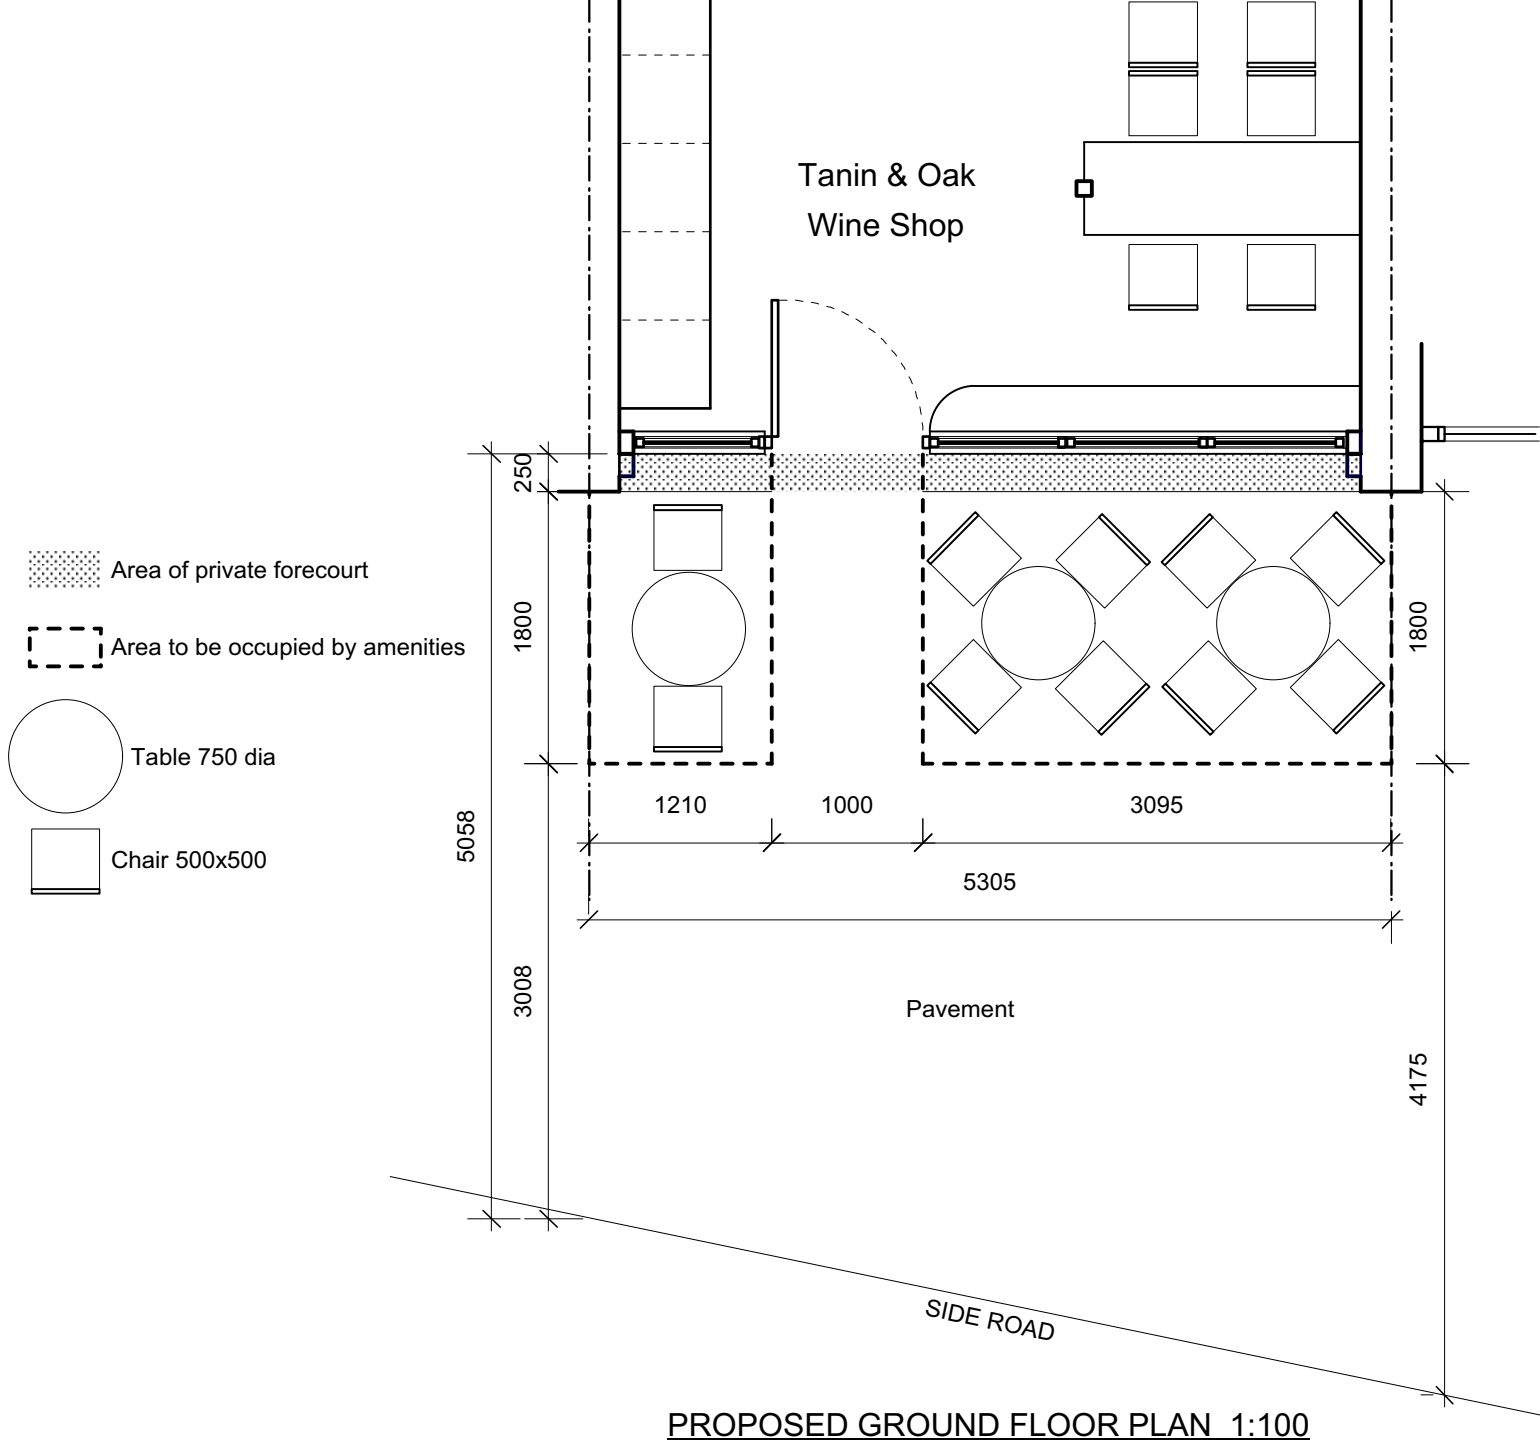 Tanin & Oak
Wine Shop
250
Area of private forecourt
1800
1800
Area to be occupied by amenities
Table 750 dia
1210
1000
3095
5058
Chair 500x500
5305
3008
Pavement
4175
SIDE ROAD
PROPOSED GROUND FLOOR PLAN 1:100